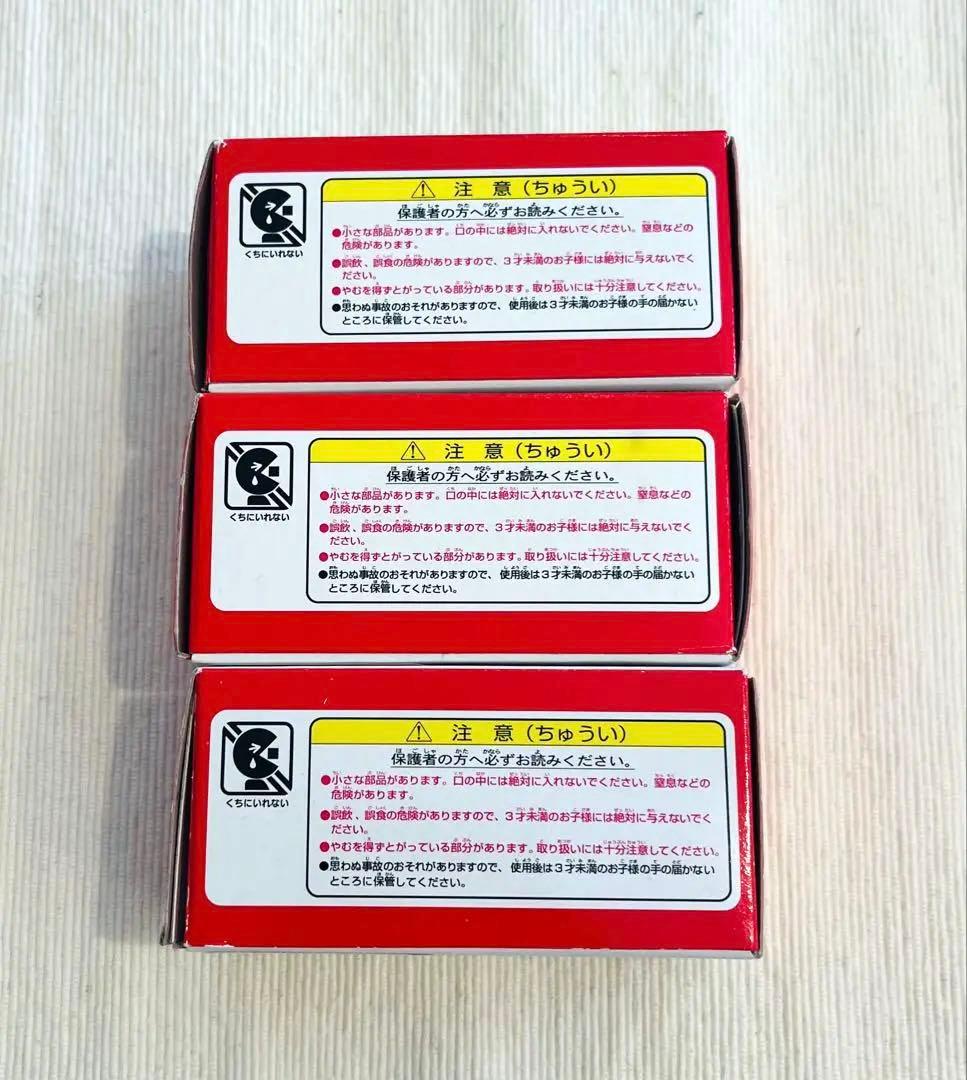 ⚠ 注 意 (ちゅうい)
保護者の方へ必ずお読みください。
くちにいれない
●小さな部品があります。口の中には絶対に入れないでください。窒息などの
危険があります。
●誤飲、誤食の危険がありますので、3才未満のお子様には絶対に与えないでく
ださい。
●やむを得ずとがっている部分があります。取り扱いには十分注意してください。
●思わぬ事故のおそれがありますので、使用後は3才未満のお子様の手の届かない
ところに保管してください。
⚠ 注 意 (ちゅうい)
保護者の方へ必ずお読みください。
くちにいれない
●小さな部品があります。口の中には絶対に入れないでください。窒息などの
危険があります。
●誤飲、誤食の危険がありますので、3才未満のお子様には絶対に与えないでく
ださい。
●やむを得ずとがっている部分があります。取り扱いには十分注意してください。
●思わぬ事故のおそれがありますので、使用後は3才未満のお子様の手の届かない
ところに保管してください。
⚠ 注 意 (ちゅうい)
保護者の方へ必ずお読みください。
くちにいれない
●小さな部品があります。口の中には絶対に入れないでください。窒息などの
危険があります。
●誤飲、誤食の危険がありますので、3才未満のお子様には絶対に与えないでく
ださい。
●やむを得ずとがっている部分があります。取り扱いには十分注意してください。
●思わぬ事故のおそれがありますので、使用後は3才未満のお子様の手の届かない
ところに保管してください。